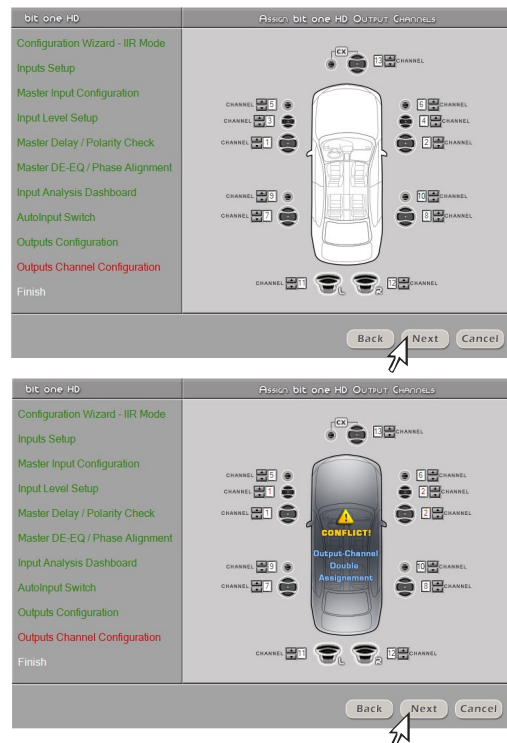 bit one HD
Assign bit one HD Output Channels
Configuration Wizard - IIR Mode
Inputs Setup
Master Input Configuration
Input Level Setup
Master Delay / Polarity Check
Master DE-EQ / Phase Alignment
Input Analysis Dashboard
AutoInput Switch
Outputs Configuration
Outputs Channel Configuration
Finish
CX
13 CHANNEL
CHANNEL 5
6 CHANNEL
CHANNEL 3
4 CHANNEL
CHANNEL 1
2 CHANNEL
CHANNEL 9
10 CHANNEL
CHANNEL 7
8 CHANNEL
CHANNEL 11
L
R
12 CHANNEL
Back
Next
Cancel
bit one HD
Assign bit one HD Output Channels
Configuration Wizard - IIR Mode
Inputs Setup
Master Input Configuration
Input Level Setup
Master Delay / Polarity Check
Master DE-EQ / Phase Alignment
Input Analysis Dashboard
AutoInput Switch
Outputs Configuration
Outputs Channel Configuration
Finish
CX
13 CHANNEL
CHANNEL 5
6 CHANNEL
CHANNEL 1
2 CHANNEL
CHANNEL 1
2 CHANNEL
CONFLICT!
Output-Channel
Double
Assignement
CHANNEL 9
10 CHANNEL
CHANNEL 7
8 CHANNEL
CHANNEL 11
L
R
12 CHANNEL
Back
Next
Cancel